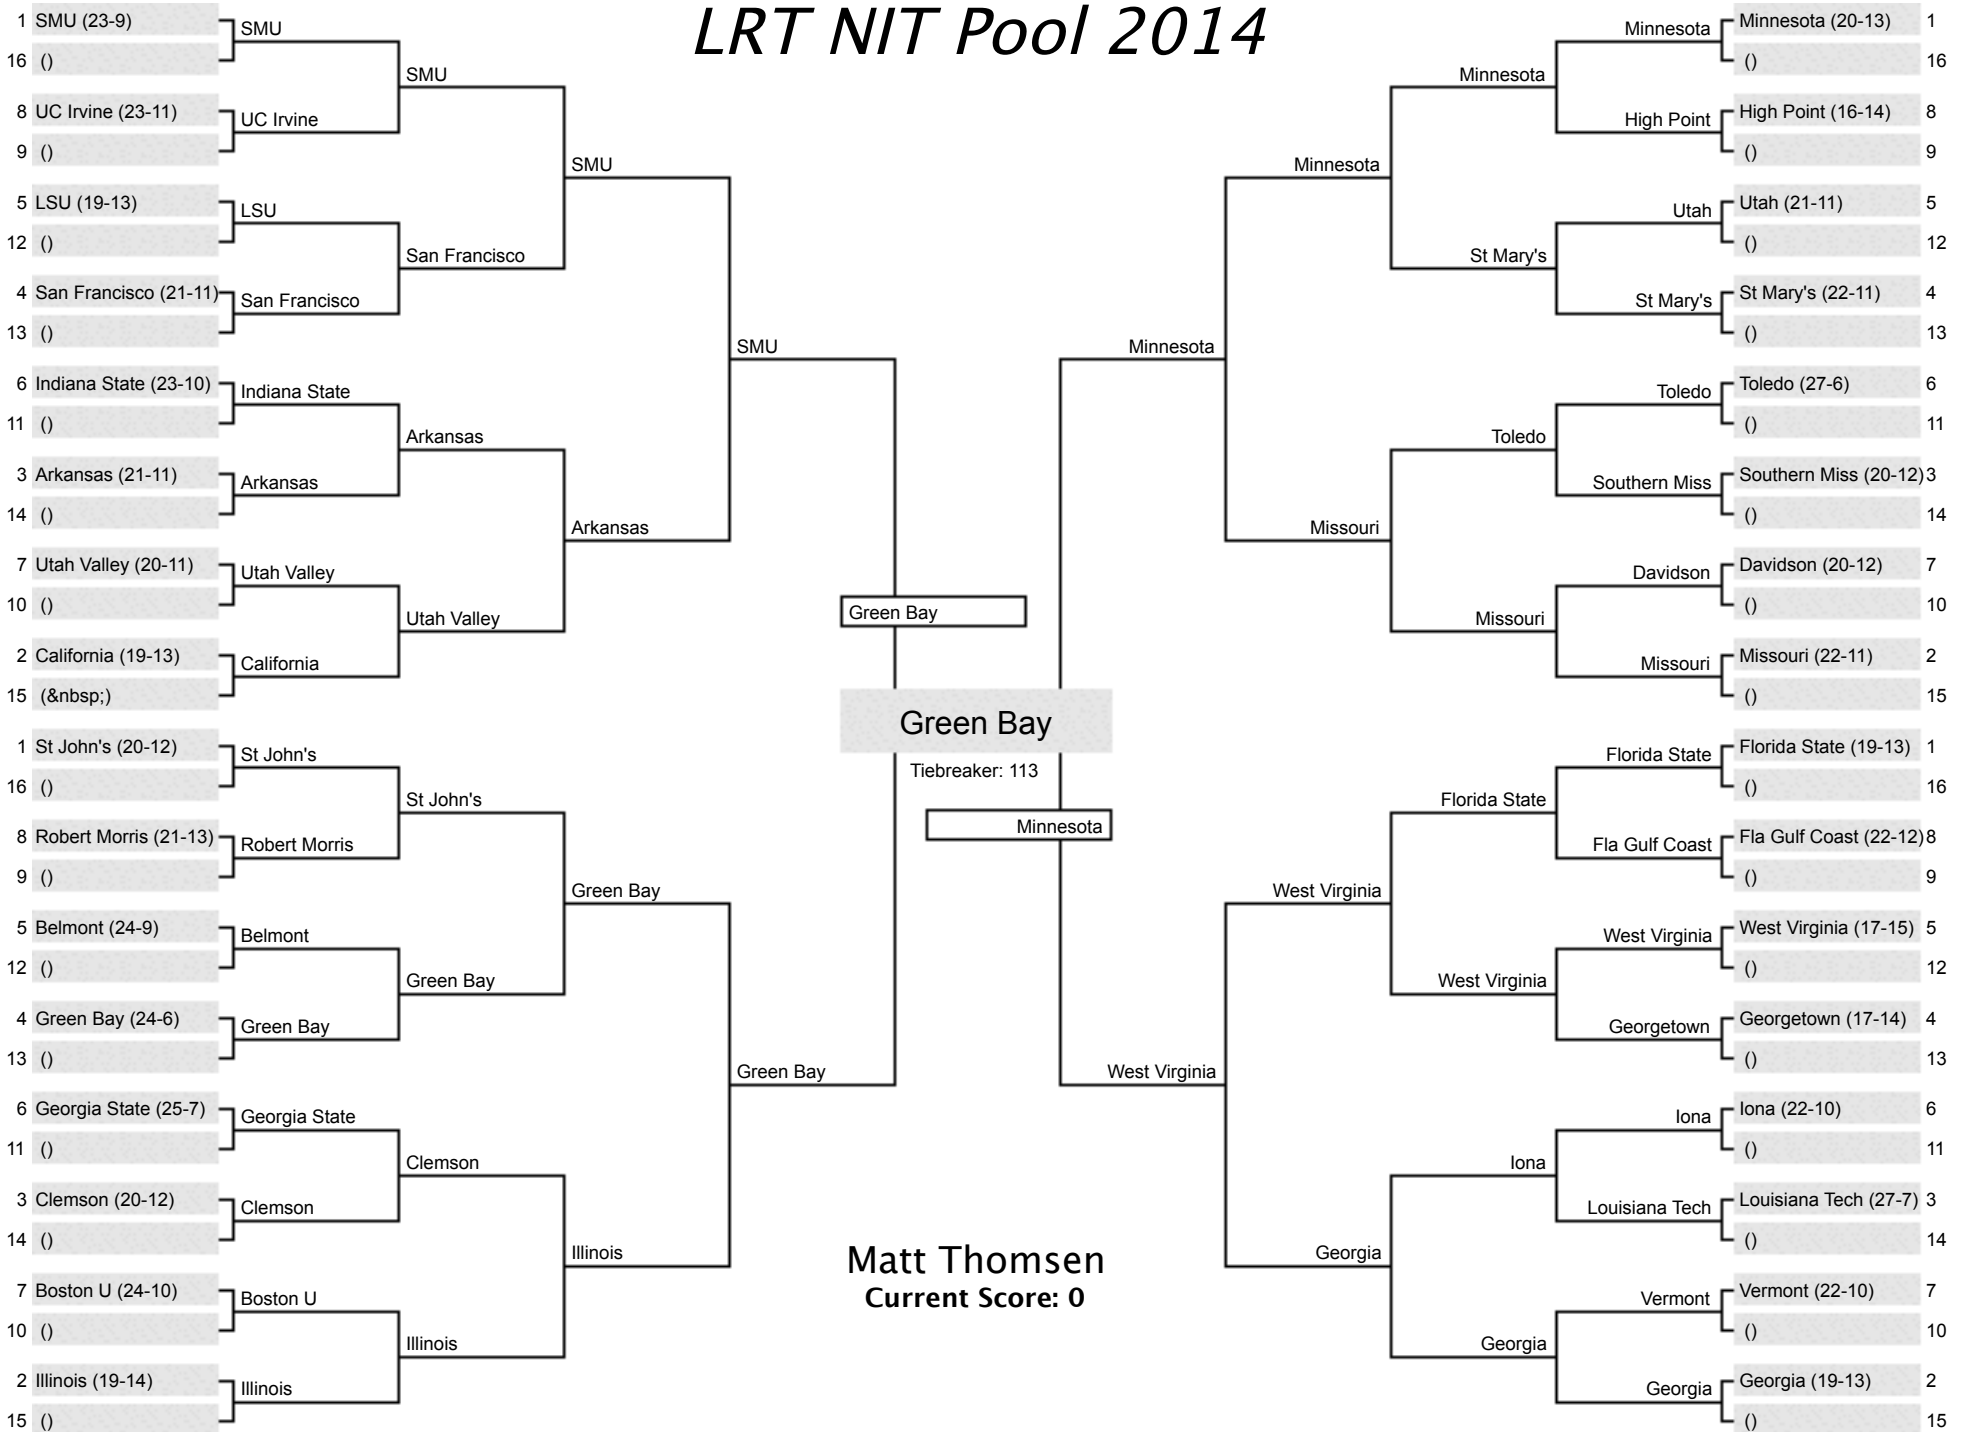 LRT NIT Pool 2014
1 SMU (23-9)
16 ()
8 UC Irvine (23-11)
9 ()
5 LSU (19-13)
12 ()
4 San Francisco (21-11)
13 ()
6 Indiana State (23-10)
11 ()
3 Arkansas (21-11)
14 ()
7 Utah Valley (20-11)
10 ()
2 California (19-13)
15 (&nbsp;)
1 St John's (20-12)
16 ()
8 Robert Morris (21-13)
9 ()
5 Belmont (24-9)
12 ()
4 Green Bay (24-6)
13 ()
6 Georgia State (25-7)
11 ()
3 Clemson (20-12)
14 ()
7 Boston U (24-10)
10 ()
2 Illinois (19-14)
15 ()
SMU
UC Irvine
LSU
San Francisco
Indiana State
Arkansas
Utah Valley
California
St John's
Robert Morris
Belmont
Green Bay
Georgia State
Clemson
Boston U
Illinois
SMU
San Francisco
Arkansas
Utah Valley
St John's
Green Bay
Clemson
Illinois
SMU
Arkansas
Green Bay
Illinois
SMU
Green Bay
Green Bay
Green Bay
Tiebreaker: 113
Minnesota
Matt Thomsen
Current Score: 0
Minnesota
West Virginia
Minnesota
Missouri
West Virginia
Georgia
Minnesota
St Mary's
Toledo
Missouri
Florida State
West Virginia
Iona
Georgia
Minnesota
High Point
Utah
St Mary's
Toledo
Southern Miss
Davidson
Missouri
Florida State
Fla Gulf Coast
West Virginia
Georgetown
Iona
Louisiana Tech
Vermont
Georgia
Minnesota (20-13) 1
() 16
High Point (16-14) 8
() 9
Utah (21-11) 5
() 12
St Mary's (22-11) 4
() 13
Toledo (27-6) 6
() 11
Southern Miss (20-12) 3
() 14
Davidson (20-12) 7
() 10
Missouri (22-11) 2
() 15
Florida State (19-13) 1
() 16
Fla Gulf Coast (22-12) 8
() 9
West Virginia (17-15) 5
() 12
Georgetown (17-14) 4
() 13
Iona (22-10) 6
() 11
Louisiana Tech (27-7) 3
() 14
Vermont (22-10) 7
() 10
Georgia (19-13) 2
() 15